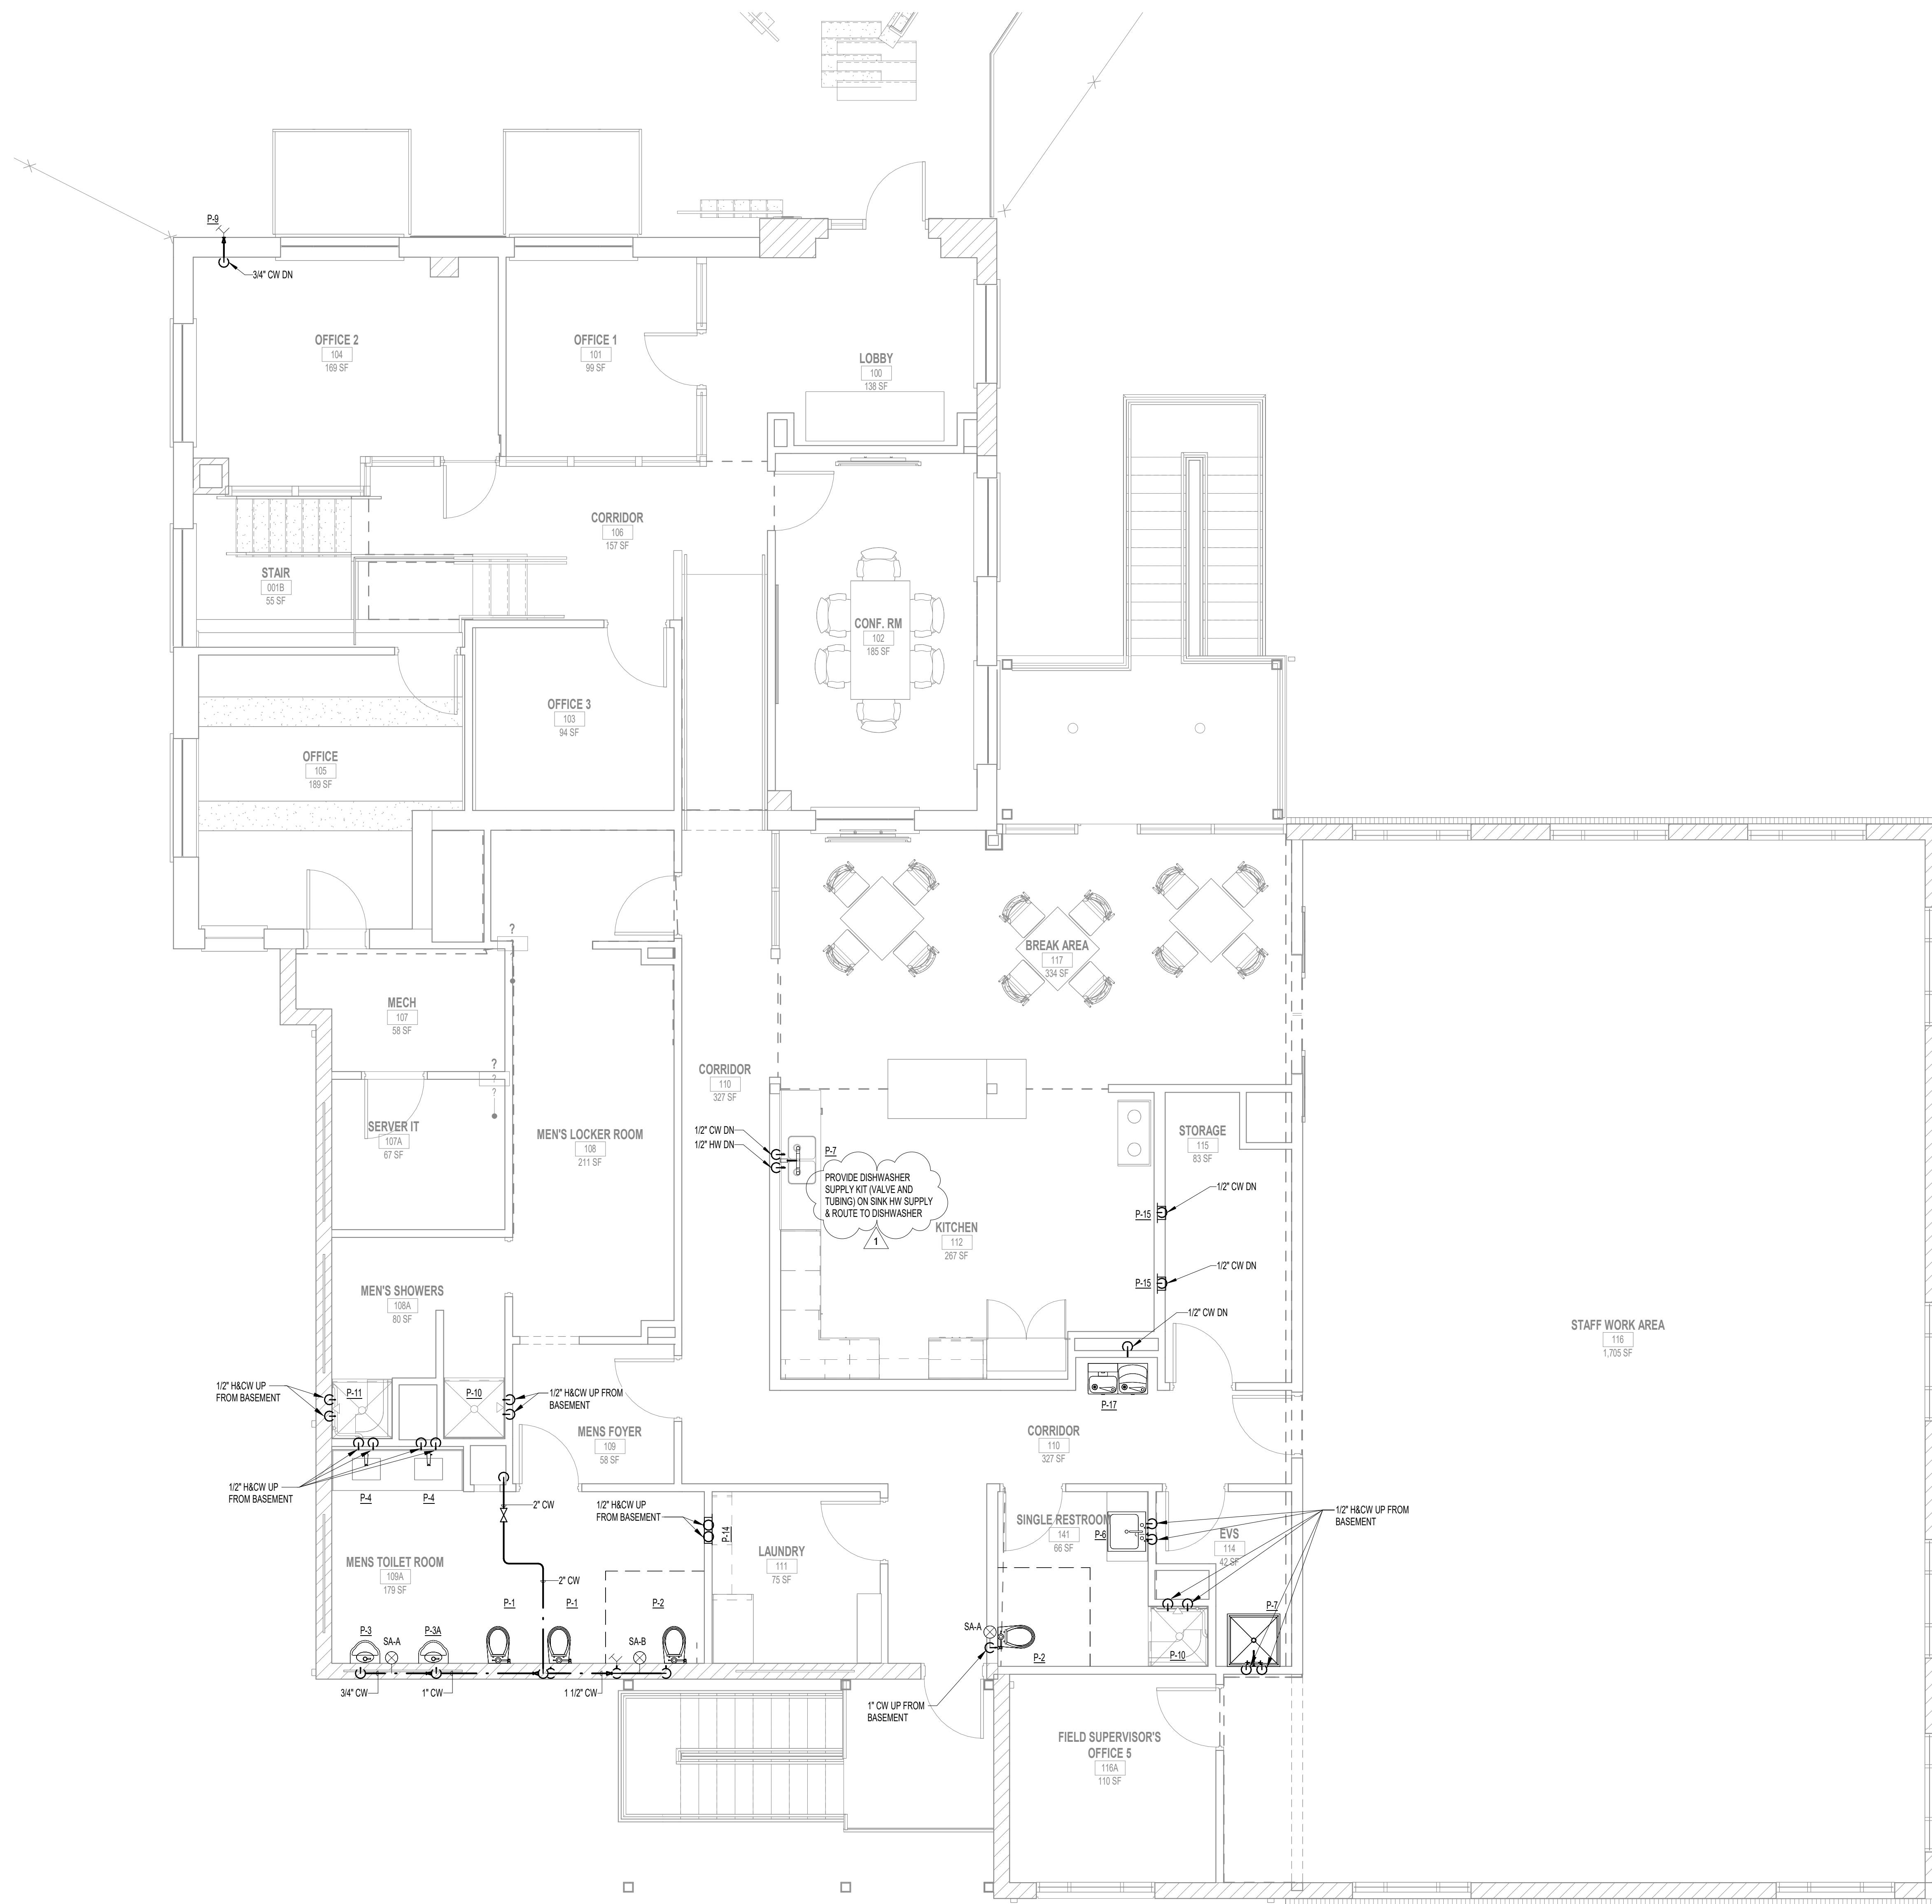 P-9
3/4" CW DN
OFFICE 2
104
169 SF
OFFICE 1
101
99 SF
LOBBY
100
138 SF
CORRIDOR
106
157 SF
STAIR
001B
55 SF
CONF. RM
102
185 SF
OFFICE 3
103
94 SF
OFFICE
105
189 SF
?
BREAK AREA
117
334 SF
MECH
107
58 SF
?
?
?
CORRIDOR
110
327 SF
SERVER IT
107A
67 SF
MEN'S LOCKER ROOM
108
211 SF
1/2" CW DN
1/2" HW DN
P-7
PROVIDE DISHWASHER
SUPPLY KIT (VALVE AND
TUBING) ON SINK HW SUPPLY
& ROUTE TO DISHWASHER
1
STORAGE
115
83 SF
1/2" CW DN
P-15
KITCHEN
112
267 SF
1/2" CW DN
P-15
1/2" CW DN
MEN'S SHOWERS
108A
80 SF
STAFF WORK AREA
116
1,705 SF
1/2" H&CW UP
FROM BASEMENT
P-11
P-10
1/2" H&CW UP FROM
BASEMENT
P-17
MENS FOYER
109
58 SF
CORRIDOR
110
327 SF
1/2" H&CW UP
FROM BASEMENT
P-4
P-4
2" CW
1/2" H&CW UP
FROM BASEMENT
P-14
SINGLE RESTROOM
141
66 SF
P-6
EVS
114
42 SF
1/2" H&CW UP FROM
BASEMENT
LAUNDRY
111
75 SF
MENS TOILET ROOM
109A
179 SF
2" CW
P-1
P-1
P-2
P-7
P-3
SA-A
P-3A
SA-B
SA-A
P-2
P-10
3/4" CW
1" CW
1 1/2" CW
1" CW UP FROM
BASEMENT
FIELD SUPERVISOR'S
OFFICE 5
116A
110 SF